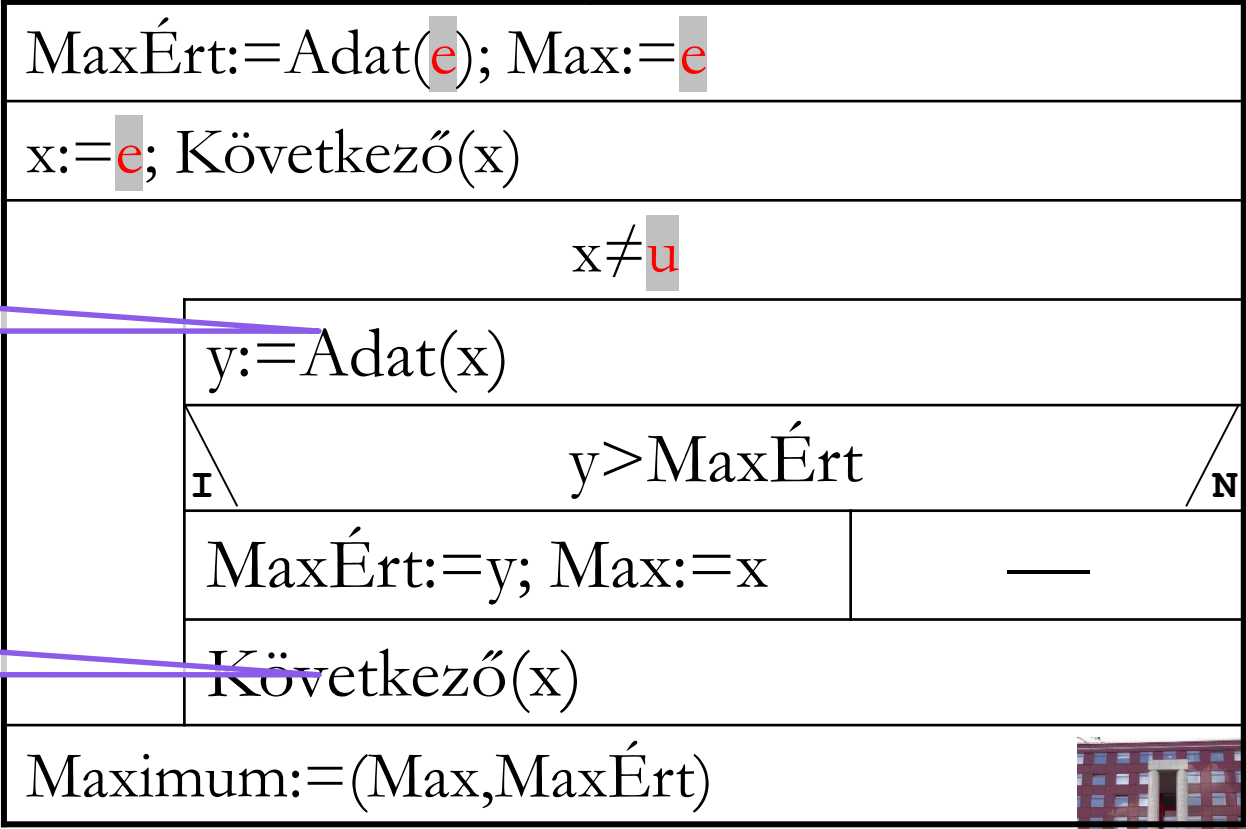 MaxÉrt:=Adat(e); Max:=e
x:=e; Következő(x)
x≠u
y:=Adat(x)
I y>MaxÉrt N
MaxÉrt:=y; Max:=x —
Következő(x)
Maximum:=(Max,MaxÉrt)